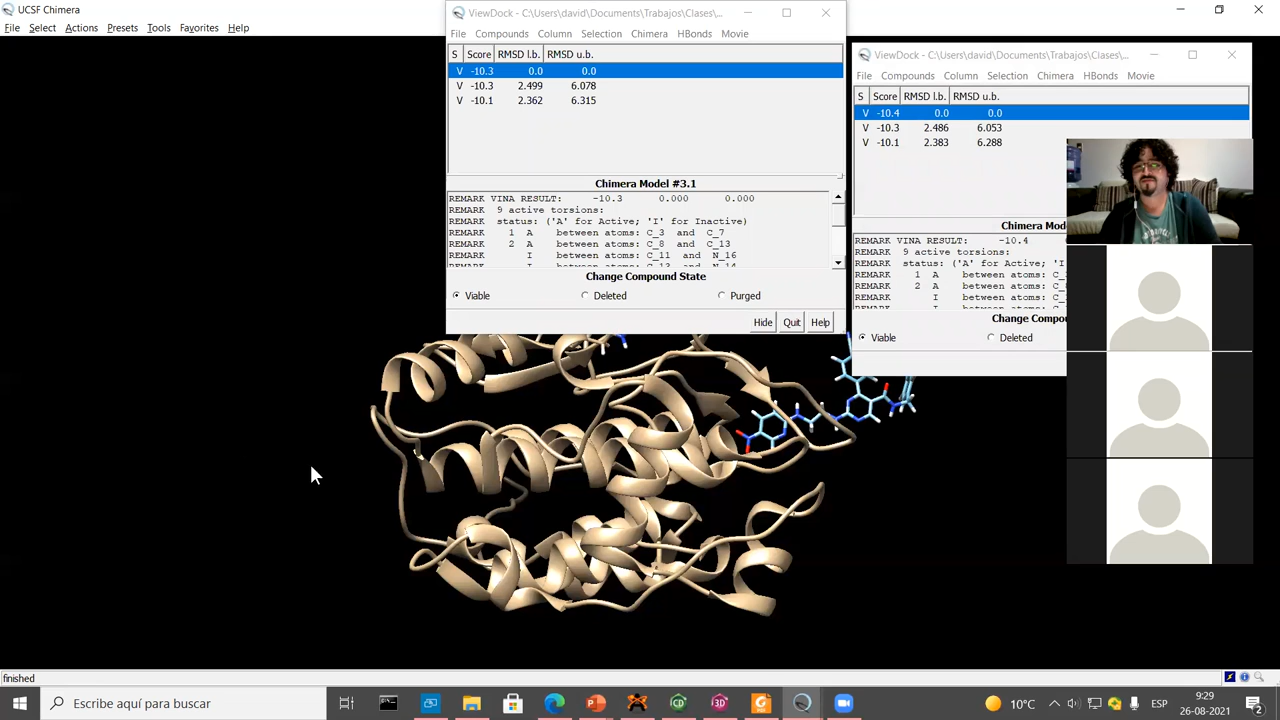 UCSF Chimera
File Select Actions Presets Tools Favorites Help
ViewDock - C:\Users\david\Documents\Trabajos\Clases\...
File Compounds Column Selection Chimera HBonds Movie
S Score RMSD l.b. RMSD u.b.
V -10.3 0.0 0.0
V -10.3 2.499 6.078
V -10.1 2.362 6.315
Chimera Model #3.1
REMARK VINA RESULT: -10.3 0.000 0.000
REMARK 9 active torsions:
REMARK status: ('A' for Active; 'I' for Inactive)
REMARK 1 A between atoms: C_3 and C_7
REMARK 2 A between atoms: C_8 and C_13
REMARK I between atoms: C_11 and N_16
Change Compound State
Viable Deleted Purged
Hide Quit Help
ViewDock - C:\Users\david\Documents\Trabajos\Clases\...
File Compounds Column Selection Chimera HBonds Movie
S Score RMSD l.b. RMSD u.b.
V -10.4 0.0 0.0
V -10.3 2.486 6.053
V -10.1 2.383 6.288
Chimera Mod
REMARK VINA RESULT: -10.4
REMARK 9 active torsions:
REMARK status: ('A' for Active; 'I
REMARK 1 A between atoms: C_
REMARK 2 A between atoms: C_
REMARK I between atoms: C_
Change Compou
Viable Deleted
finished
Escribe aquí para buscar
10°C
ESP
9:29
26-08-2021
2